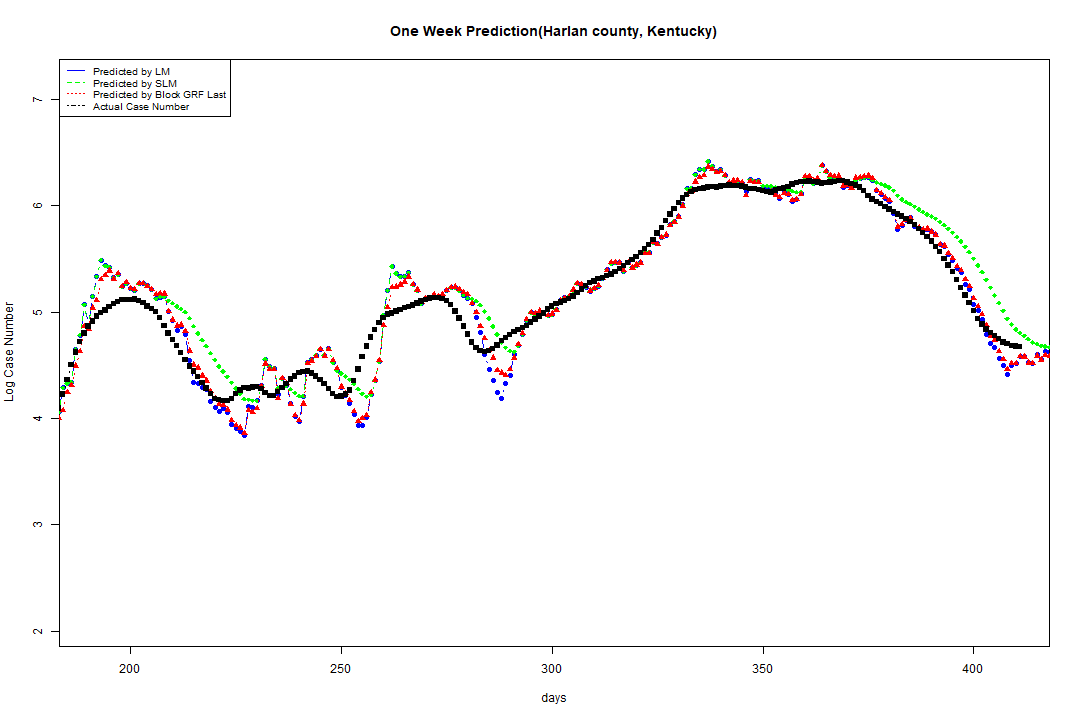 One Week Prediction(Harlan county, Kentucky)
Predicted by LM
Predicted by SLM
Predicted by Block GRF Last
Actual Case Number
7
6
5
4
3
2
Log Case Number
200 250 300 350 400
days